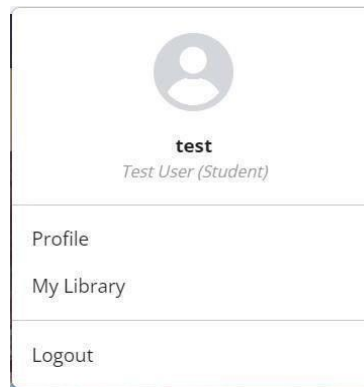 test
Test User (Student)
Profile
My Library
Logout